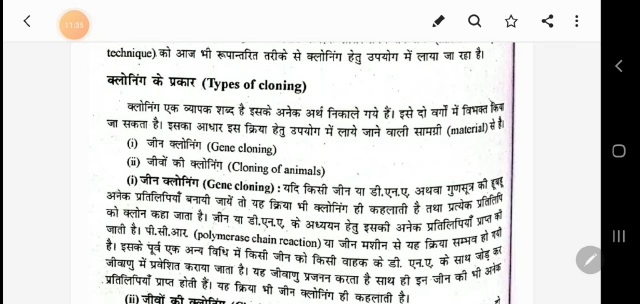 11:35
technique) को आज भी रूपान्तरित तरीके से क्लोनिंग हेतु उपयोग में लाया जा रहा है।
क्लोनिंग के प्रकार (Types of cloning)
क्लोनिंग एक व्यापक शब्द है इसके अनेक अर्थ निकाले गये हैं। इसे दो वर्गों में विभक्त किया
जा सकता है। इसका आधार इस क्रिया हेतु उपयोग में लाये जाने वाली सामग्री (material) से है।
(i) जीन क्लोनिंग (Gene cloning)
(ii) जीवों की क्लोनिंग (Cloning of animals)
(i) जीन क्लोनिंग (Gene cloning) : यदि किसी जीन या डी.एन.ए. अथवा गुणसूत्र की हूबहू
अनेक प्रतिलिपियाँ बनायी जायें तो यह क्रिया भी क्लोनिंग ही कहलाती है तथा प्रत्येक प्रतिलिपि
को क्लोन कहा जाता है। जीन या डी.एन.ए. के अध्ययन हेतु इसकी अनेक प्रतिलिपियाँ प्राप्त की
जाती है। पी.सी.आर. (polymerase chain reaction) या जीन मशीन से यह क्रिया सम्भव हो गयी
है। इसके पूर्व एक अन्य विधि में किसी जीन को किसी वाहक के डी. एन.ए. के साथ जोड़ कर
जीवाणु में प्रवेशित कराया जाता है। यह जीवाणु प्रजनन करता है साथ ही इन जीन की भी अनेक
प्रतिलिपियाँ प्राप्त होती हैं। यह क्रिया भी जीन क्लोनिंग ही कहलाती है।
(ii) जीवों की क्लोनिंग